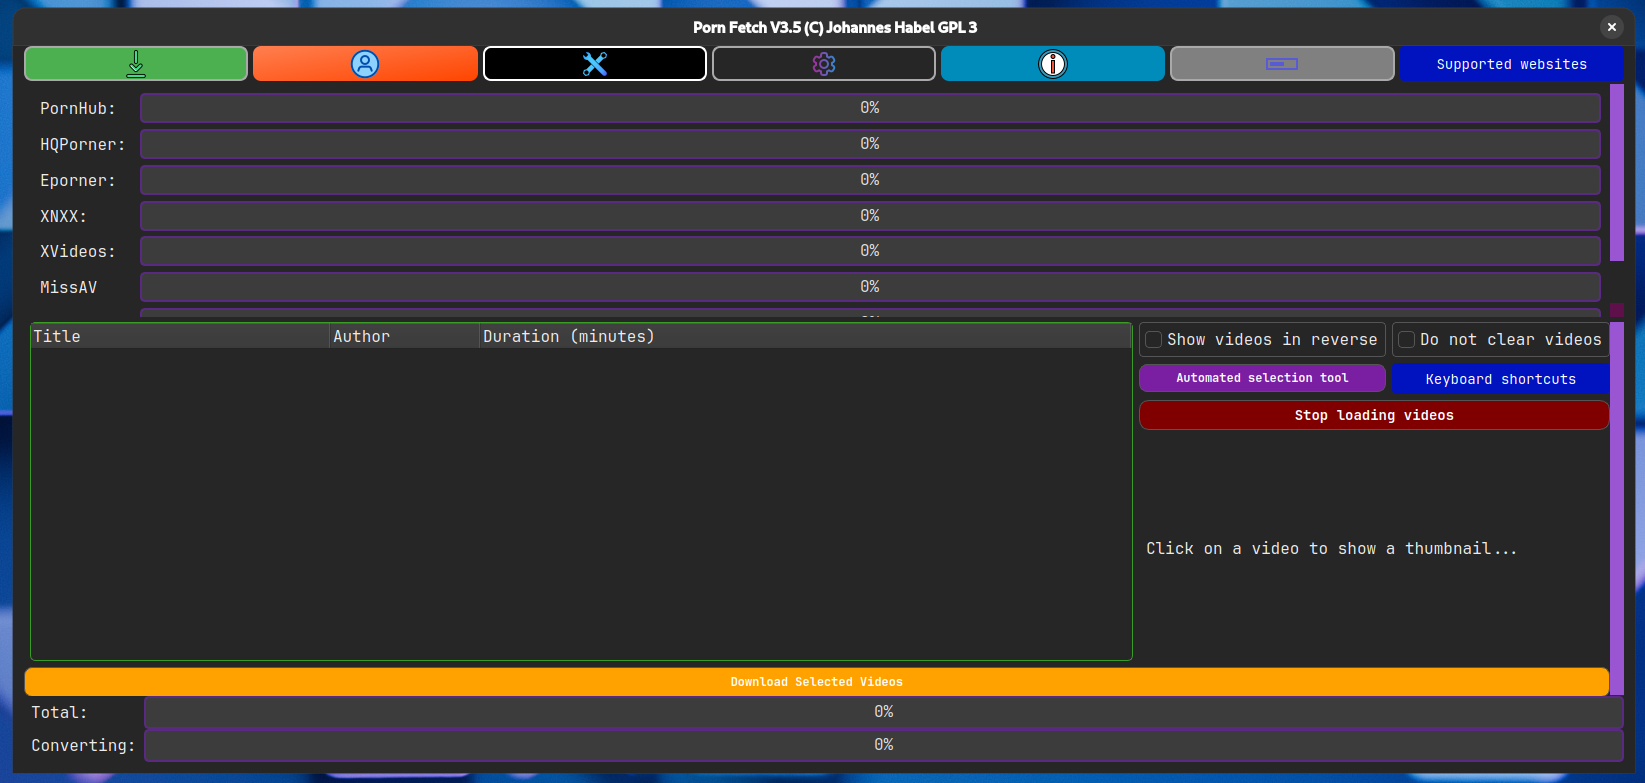 Porn Fetch V3.5 (C) Johannes Habel GPL 3
Supported websites
PornHub: 0%
HQPorner: 0%
Eporner: 0%
XNXX: 0%
XVideos: 0%
MissAV 0%
Title Author Duration (minutes)
Show videos in reverse Do not clear videos
Automated selection tool Keyboard shortcuts
Stop loading videos
Click on a video to show a thumbnail...
Download Selected Videos
Total: 0%
Converting: 0%